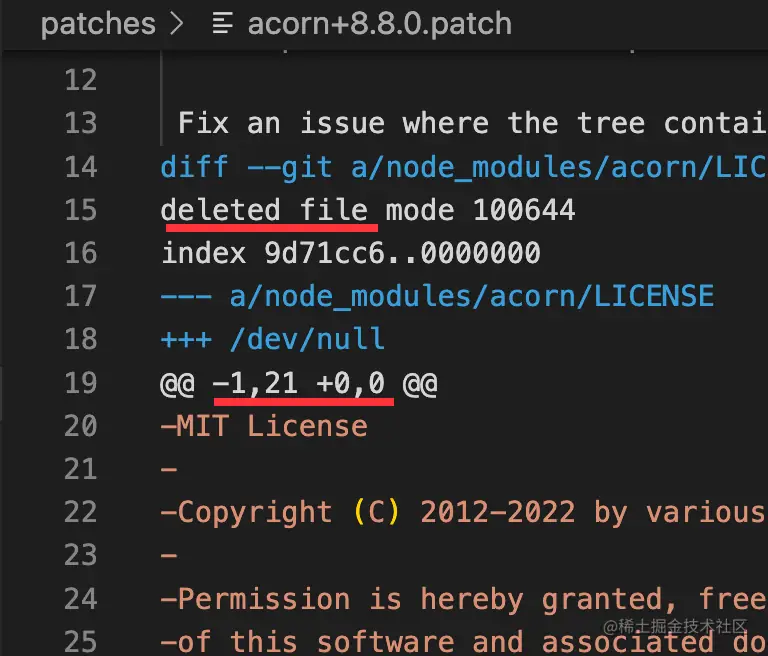 patches > acorn+8.8.0.patch
12
13 Fix an issue where the tree contai
14 diff --git a/node_modules/acorn/LIC
15 deleted file mode 100644
16 index 9d71cc6..0000000
17 --- a/node_modules/acorn/LICENSE
18 +++ /dev/null
19 @@ -1,21 +0,0 @@
20 -MIT License
21 -
22 -Copyright (C) 2012-2022 by various
23 -
24 -Permission is hereby granted, free
25 -of this software and associated do
@稀土掘金技术社区